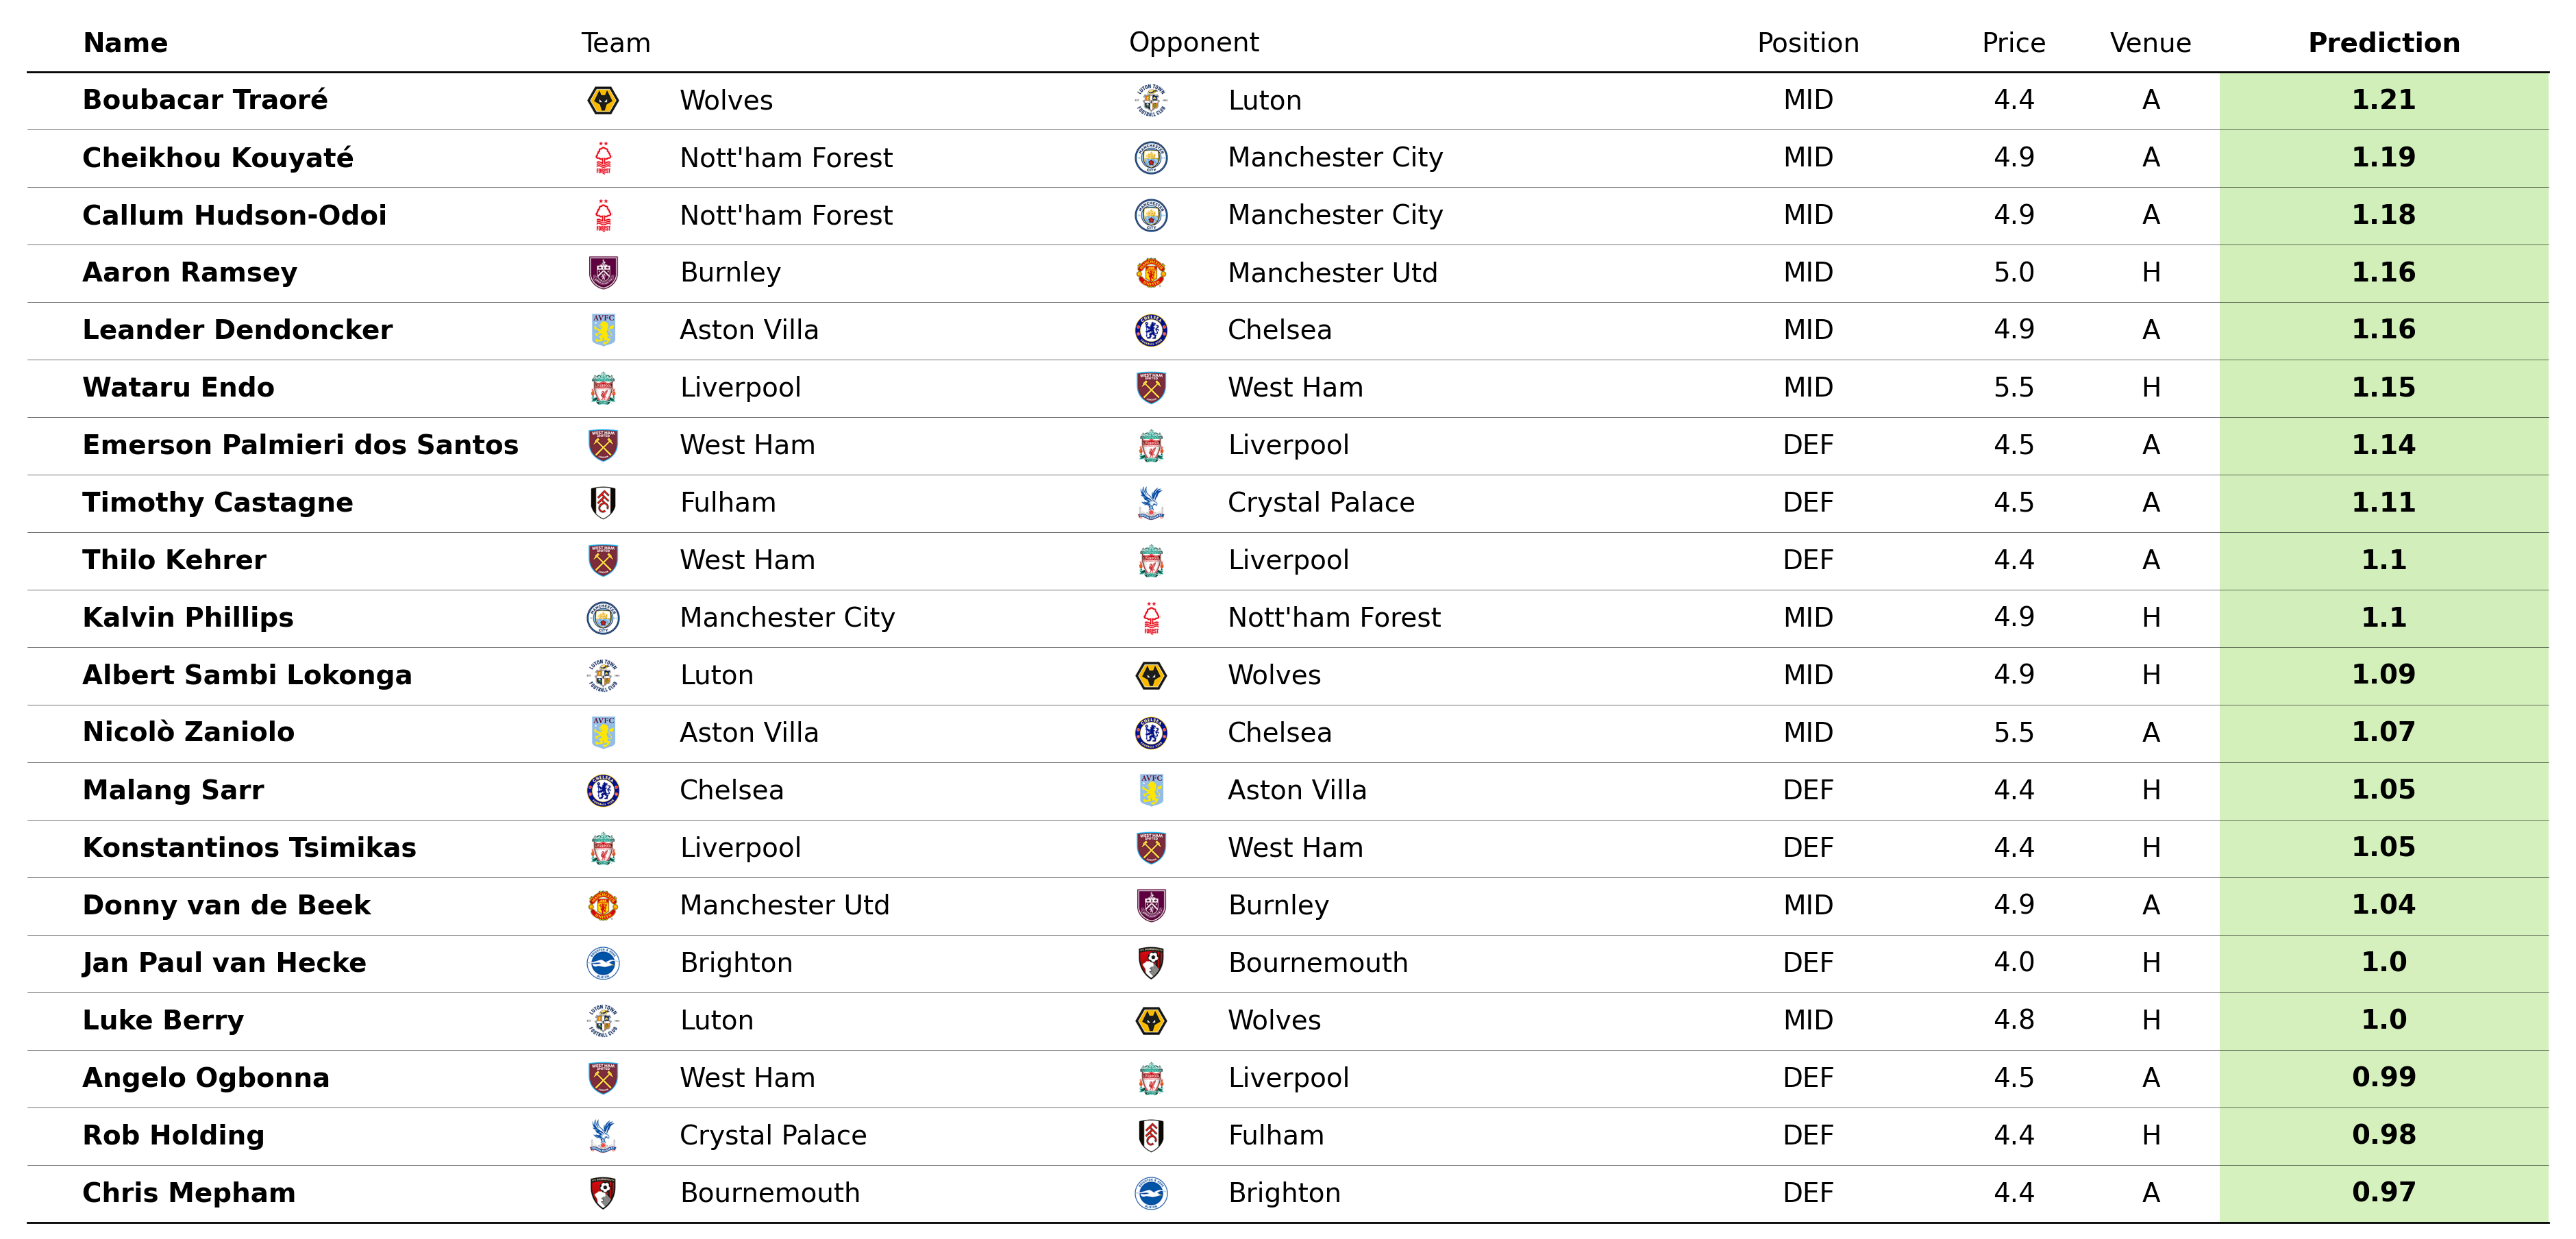 Name Team Opponent Position Price Venue Prediction
Boubacar Traoré Wolves Luton MID 4.4 A 1.21
Cheikhou Kouyaté Nott'ham Forest Manchester City MID 4.9 A 1.19
Callum Hudson-Odoi Nott'ham Forest Manchester City MID 4.9 A 1.18
Aaron Ramsey Burnley Manchester Utd MID 5.0 H 1.16
Leander Dendoncker Aston Villa Chelsea MID 4.9 A 1.16
Wataru Endo Liverpool West Ham MID 5.5 H 1.15
Emerson Palmieri dos Santos West Ham Liverpool DEF 4.5 A 1.14
Timothy Castagne Fulham Crystal Palace DEF 4.5 A 1.11
Thilo Kehrer West Ham Liverpool DEF 4.4 A 1.1
Kalvin Phillips Manchester City Nott'ham Forest MID 4.9 H 1.1
Albert Sambi Lokonga Luton Wolves MID 4.9 H 1.09
Nicolò Zaniolo Aston Villa Chelsea MID 5.5 A 1.07
Malang Sarr Chelsea Aston Villa DEF 4.4 H 1.05
Konstantinos Tsimikas Liverpool West Ham DEF 4.4 H 1.05
Donny van de Beek Manchester Utd Burnley MID 4.9 A 1.04
Jan Paul van Hecke Brighton Bournemouth DEF 4.0 H 1.0
Luke Berry Luton Wolves MID 4.8 H 1.0
Angelo Ogbonna West Ham Liverpool DEF 4.5 A 0.99
Rob Holding Crystal Palace Fulham DEF 4.4 H 0.98
Chris Mepham Bournemouth Brighton DEF 4.4 A 0.97